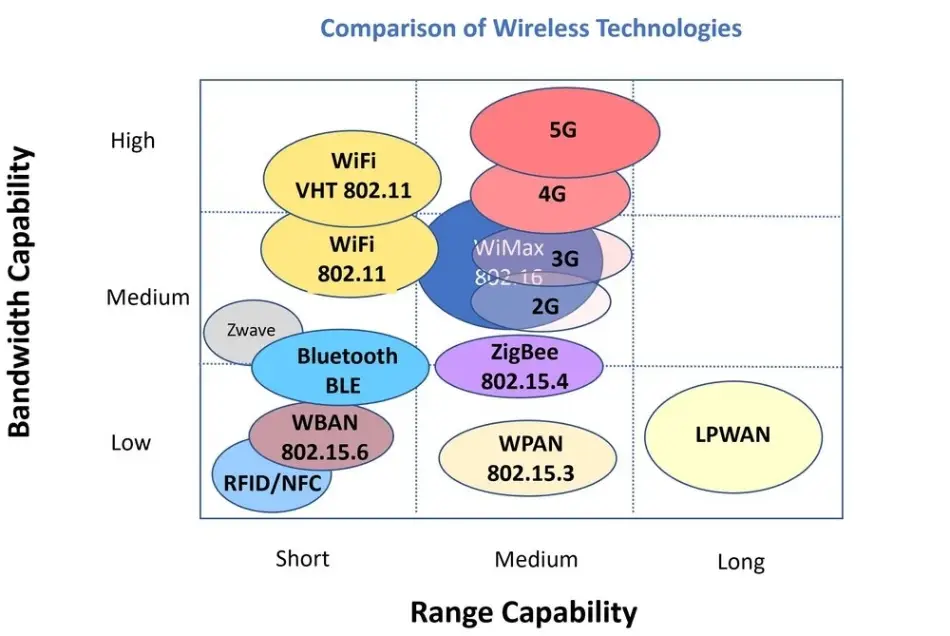 Comparison of Wireless Technologies
Bandwidth Capability
High
Medium
Low
5G
WiFi
VHT 802.11
4G
WiFi
802.11
WiMax
802.16
3G
2G
Zwave
Bluetooth
BLE
ZigBee
802.15.4
WBAN
802.15.6
RFID/NFC
WPAN
802.15.3
LPWAN
Short
Medium
Long
Range Capability